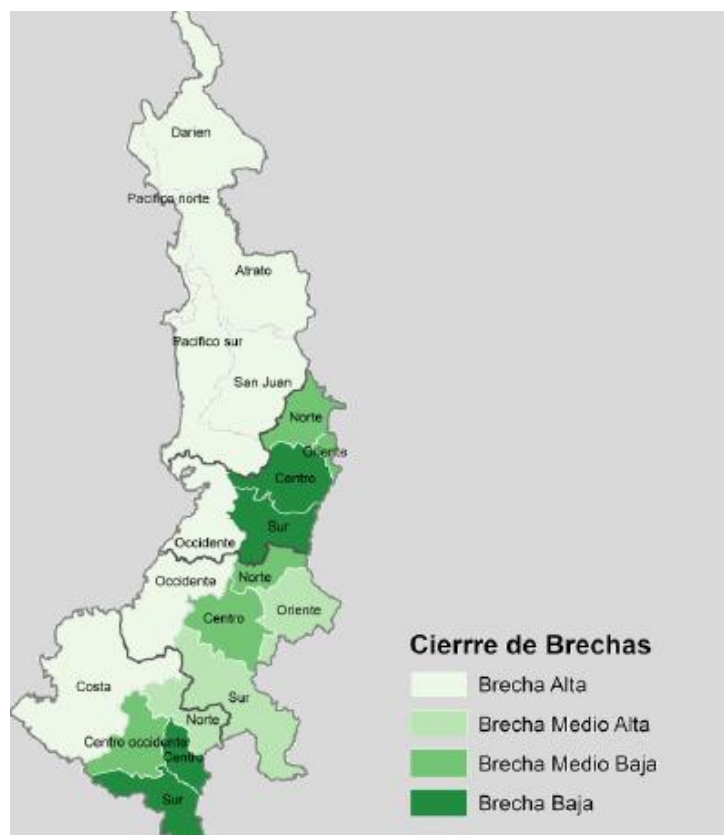 Darien
Pacifico norte
Atrato
Pacifico sur
San Juan
Norte
Oriente
Centro
Sur
Occidente
Occidente
Norte
Centro
Oriente
Costa
Sur
Norte
Centro occidental
Centro
Sur
Cierrre de Brechas
Brecha Alta
Brecha Medio Alta
Brecha Medio Baja
Brecha Baja